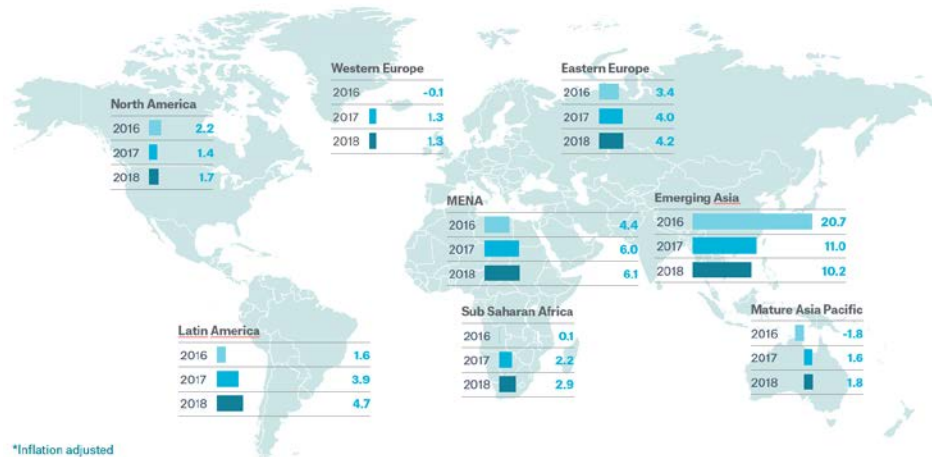 Western Europe
2016 -0.1
2017 1.3
2018 1.3
Eastern Europe
2016 3.4
2017 4.0
2018 4.2
North America
2016 2.2
2017 1.4
2018 1.7
MENA
2016 4.4
2017 6.0
2018 6.1
Emerging Asia
2016 20.7
2017 11.0
2018 10.2
Latin America
2016 1.6
2017 3.9
2018 4.7
Sub Saharan Africa
2016 0.1
2017 2.2
2018 2.9
Mature Asia Pacific
2016 -1.8
2017 1.6
2018 1.8
*Inflation adjusted